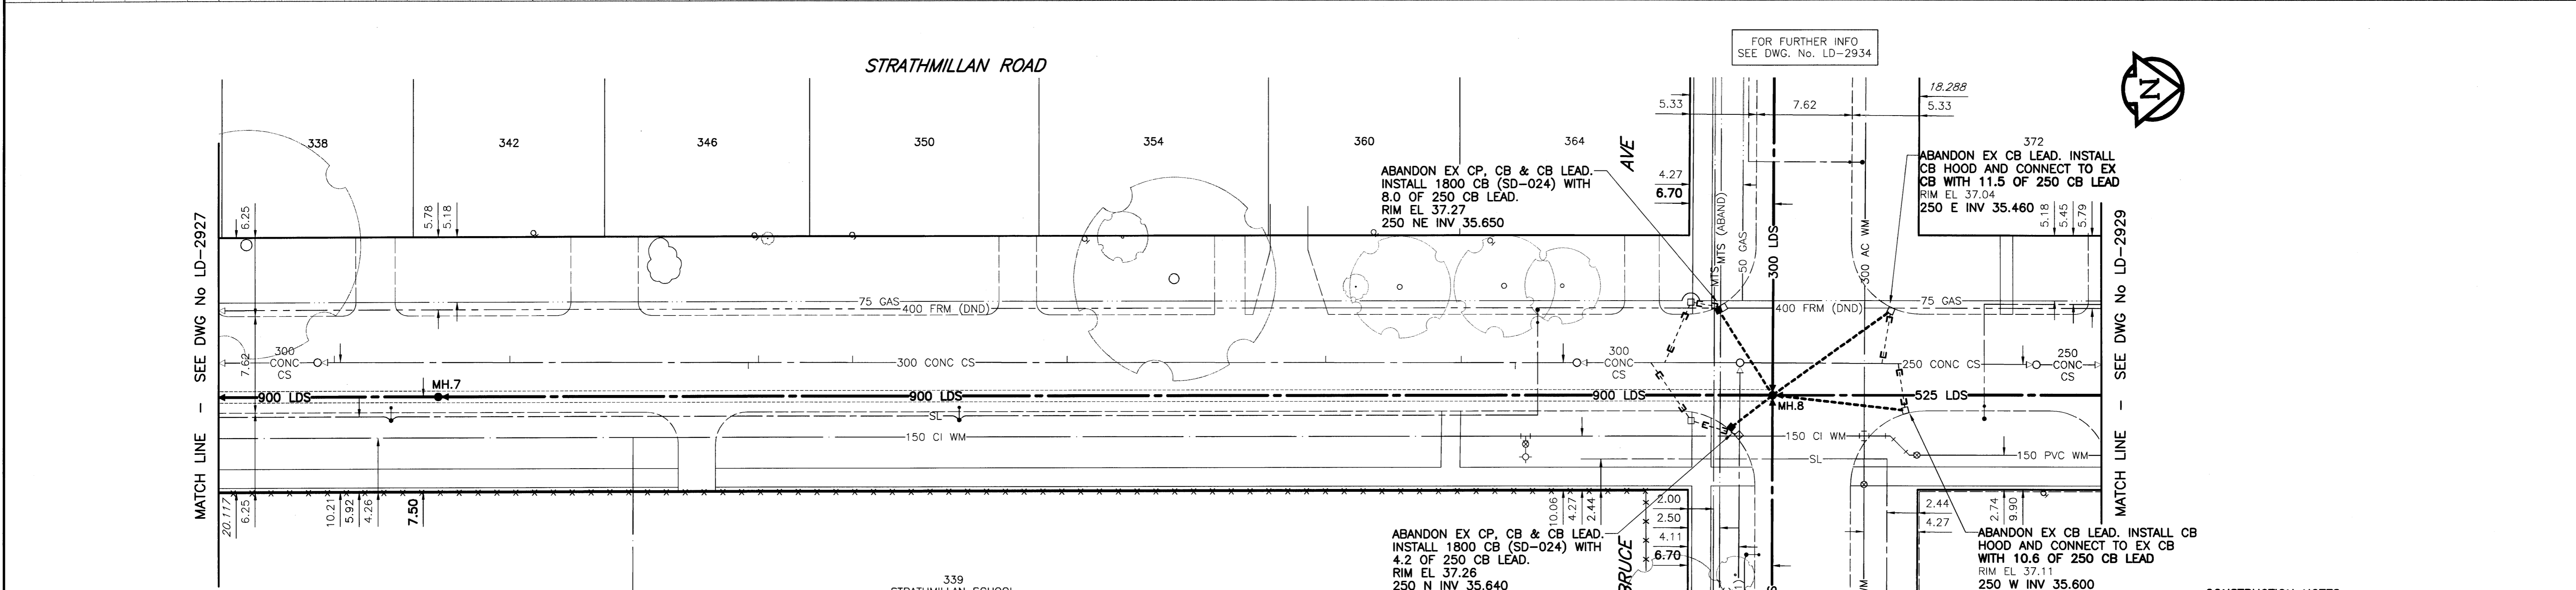 FOR FURTHER INFO
SEE DWG. No. LD-2934
STRATHMILLAN ROAD
N
5.33
7.62
18.288
5.33
338
342
346
350
354
360
364
AVE
372
ABANDON EX CP, CB & CB LEAD.
INSTALL 1800 CB (SD-024) WITH
8.0 OF 250 CB LEAD.
RIM EL 37.27
250 NE INV 35.650
4.27
6.70
ABANDON EX CB LEAD. INSTALL
CB HOOD AND CONNECT TO EX
CB WITH 11.5 OF 250 CB LEAD
RIM EL 37.04
250 E INV 35.460
5.18
5.45
5.79
MATCH LINE - SEE DWG No LD-2927
6.25
5.78
5.18
MTS
MTS (ABAND)
50 GAS
300 LDS
300 AC WM
MATCH LINE - SEE DWG No LD-2929
75 GAS
400 FRM (DND)
400 FRM (DND)
75 GAS
7.62
300
CONC
CS
300 CONC CS
300
CONC
CS
250 CONC CS
250
CONC
CS
MH.7
900 LDS
900 LDS
900 LDS
MH.8
525 LDS
SL
150 CI WM
150 CI WM
SL
150 PVC WM
20.117
6.25
10.21
5.92
4.26
7.50
10.06
4.27
2.44
2.00
2.50
4.11
6.70
BRUCE
2.44
4.27
2.74
9.90
ABANDON EX CP, CB & CB LEAD.
INSTALL 1800 CB (SD-024) WITH
4.2 OF 250 CB LEAD.
RIM EL 37.26
250 N INV 35.640
ABANDON EX CB LEAD. INSTALL CB
HOOD AND CONNECT TO EX CB
WITH 10.6 OF 250 CB LEAD
RIM EL 37.11
250 W INV 35.600
339